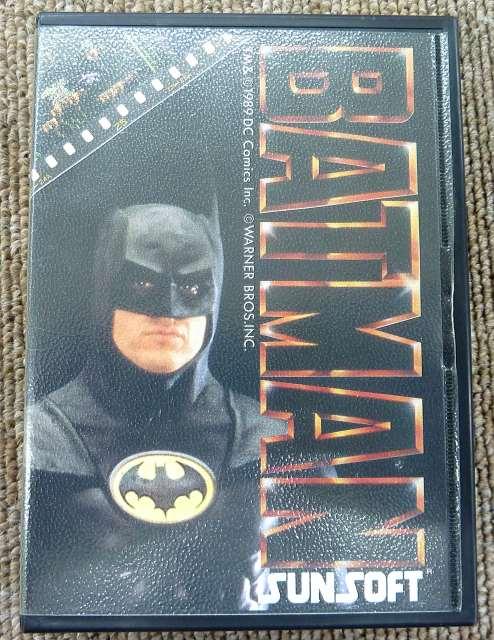 BATMAN
TM & ©1989 DC Comics Inc. ©WARNER BROS.INC.
SUNSOFT